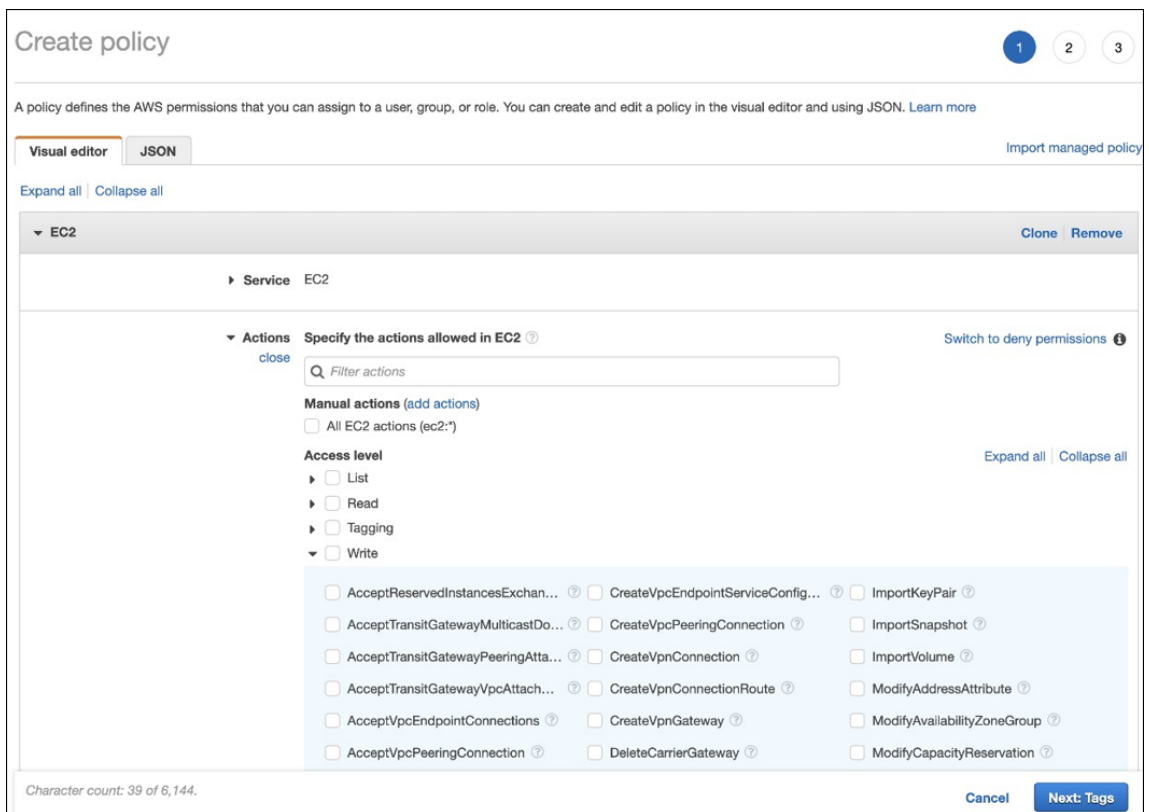 Create policy
1 2 3
A policy defines the AWS permissions that you can assign to a user, group, or role. You can create and edit a policy in the visual editor and using JSON. Learn more
Visual editor JSON Import managed policy
Expand all Collapse all
EC2 Clone Remove
Service EC2
Actions Specify the actions allowed in EC2 Switch to deny permissions
close
Filter actions
Manual actions (add actions)
All EC2 actions (ec2:*)
Access level Expand all Collapse all
List
Read
Tagging
Write
AcceptReservedInstancesExchan... CreateVpcEndpointServiceConfig... ImportKeyPair
AcceptTransitGatewayMulticastDo... CreateVpcPeeringConnection ImportSnapshot
AcceptTransitGatewayPeeringAtta... CreateVpnConnection ImportVolume
AcceptTransitGatewayVpcAttach... CreateVpnConnectionRoute ModifyAddressAttribute
AcceptVpcEndpointConnections CreateVpnGateway ModifyAvailabilityZoneGroup
AcceptVpcPeeringConnection DeleteCarrierGateway ModifyCapacityReservation
Character count: 39 of 6,144.
Cancel Next: Tags